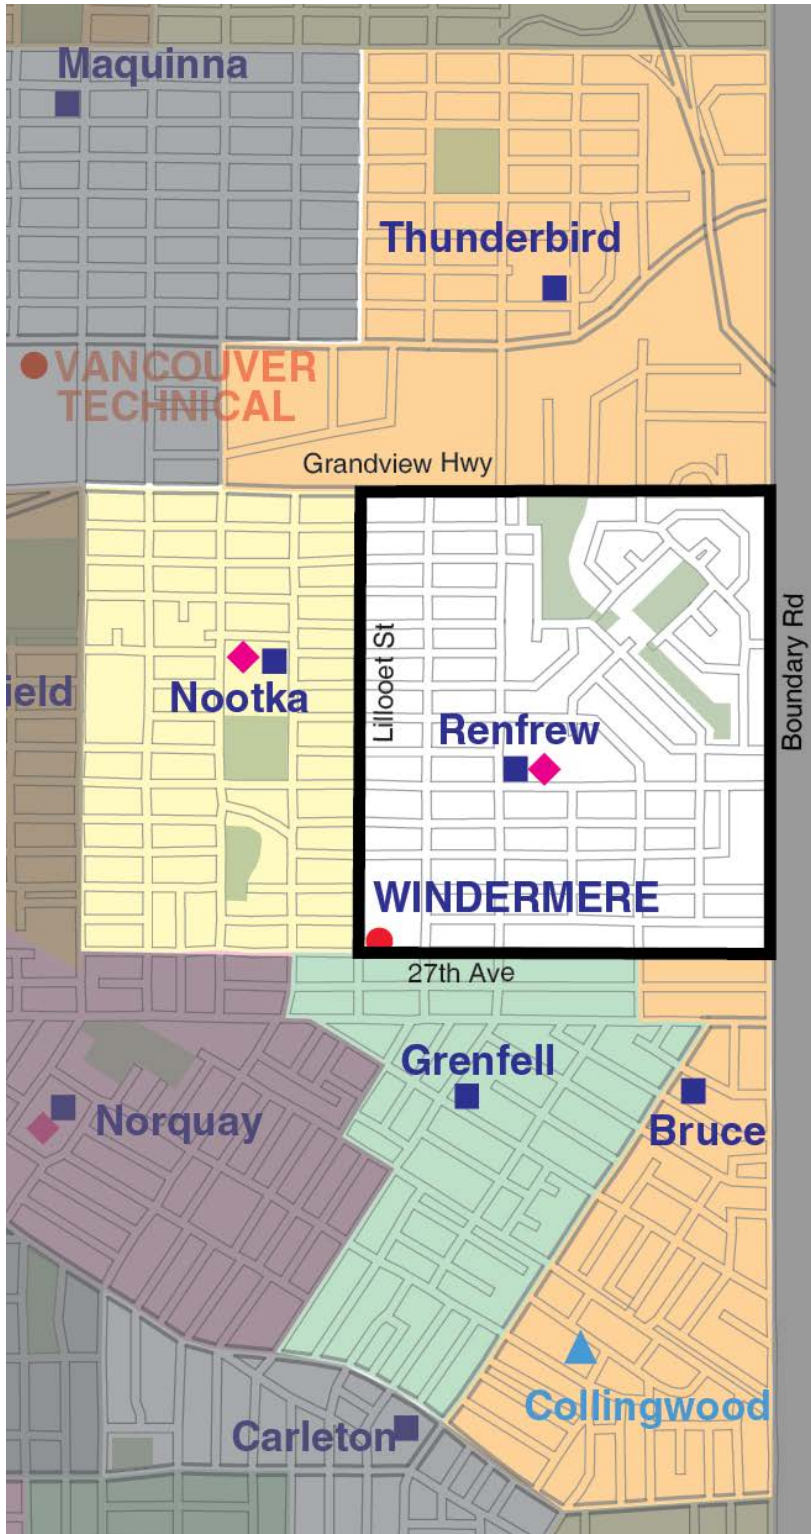 Maquinna
Thunderbird
VANCOUVER
TECHNICAL
Grandview Hwy
Lillooet St
Boundary Rd
ield
Nootka
Renfrew
WINDERMERE
27th Ave
Grenfell
Norquay
Bruce
Collingwood
Carleton